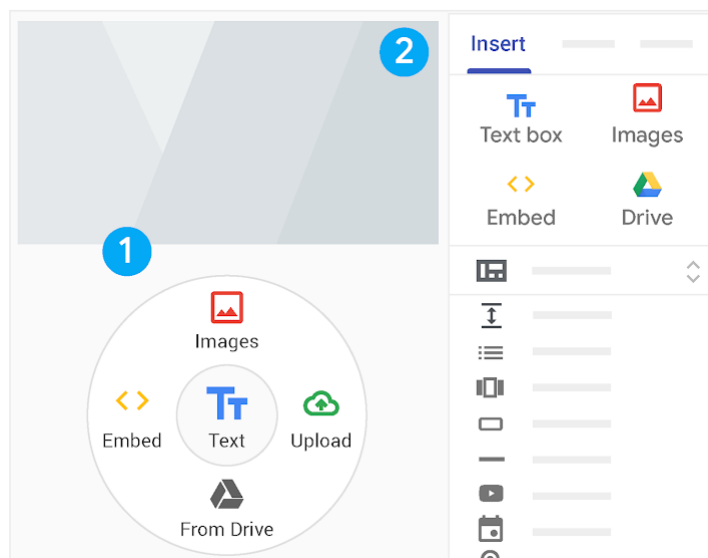 2
Insert
Text box
Images
Embed
Drive
1
Images
Embed
Text
Upload
From Drive